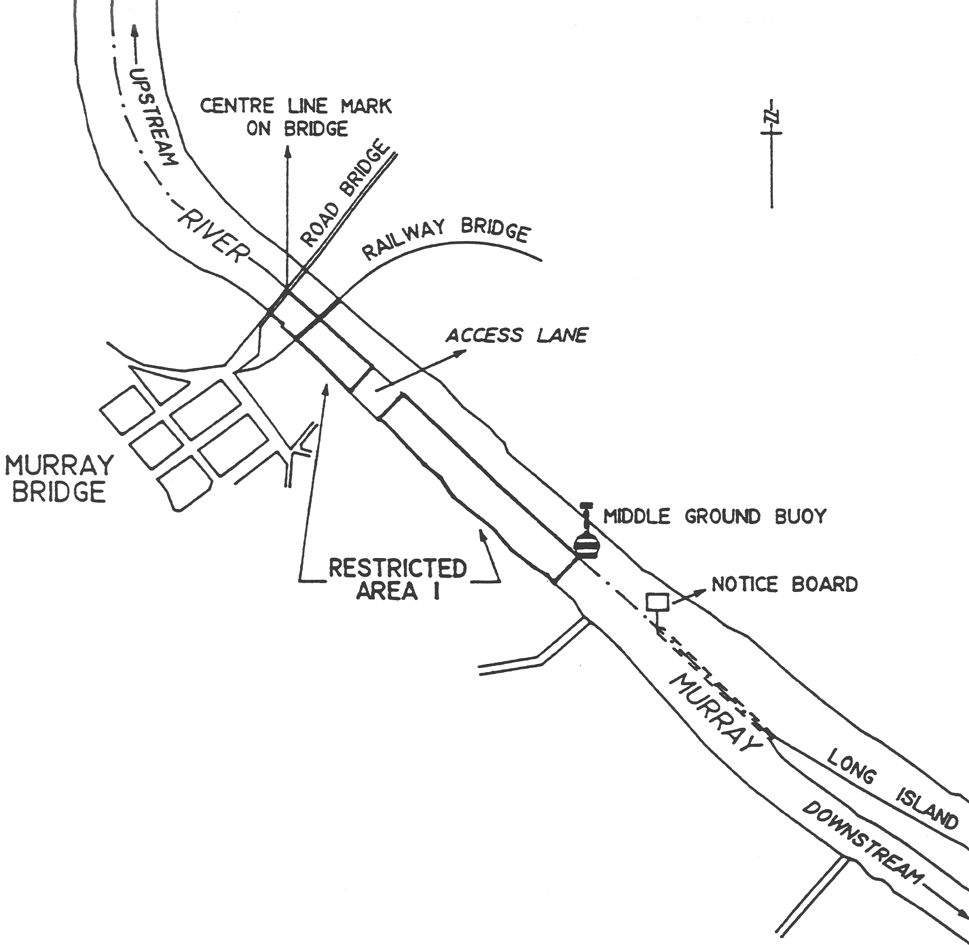 UPSTREAM
CENTRE LINE MARK
ON BRIDGE
ROAD BRIDGE
RIVER
RAILWAY BRIDGE
ACCESS LANE
MURRAY
BRIDGE
MIDDLE GROUND BUOY
RESTRICTED
AREA 1
NOTICE BOARD
MURRAY
LONG ISLAND
DOWNSTREAM